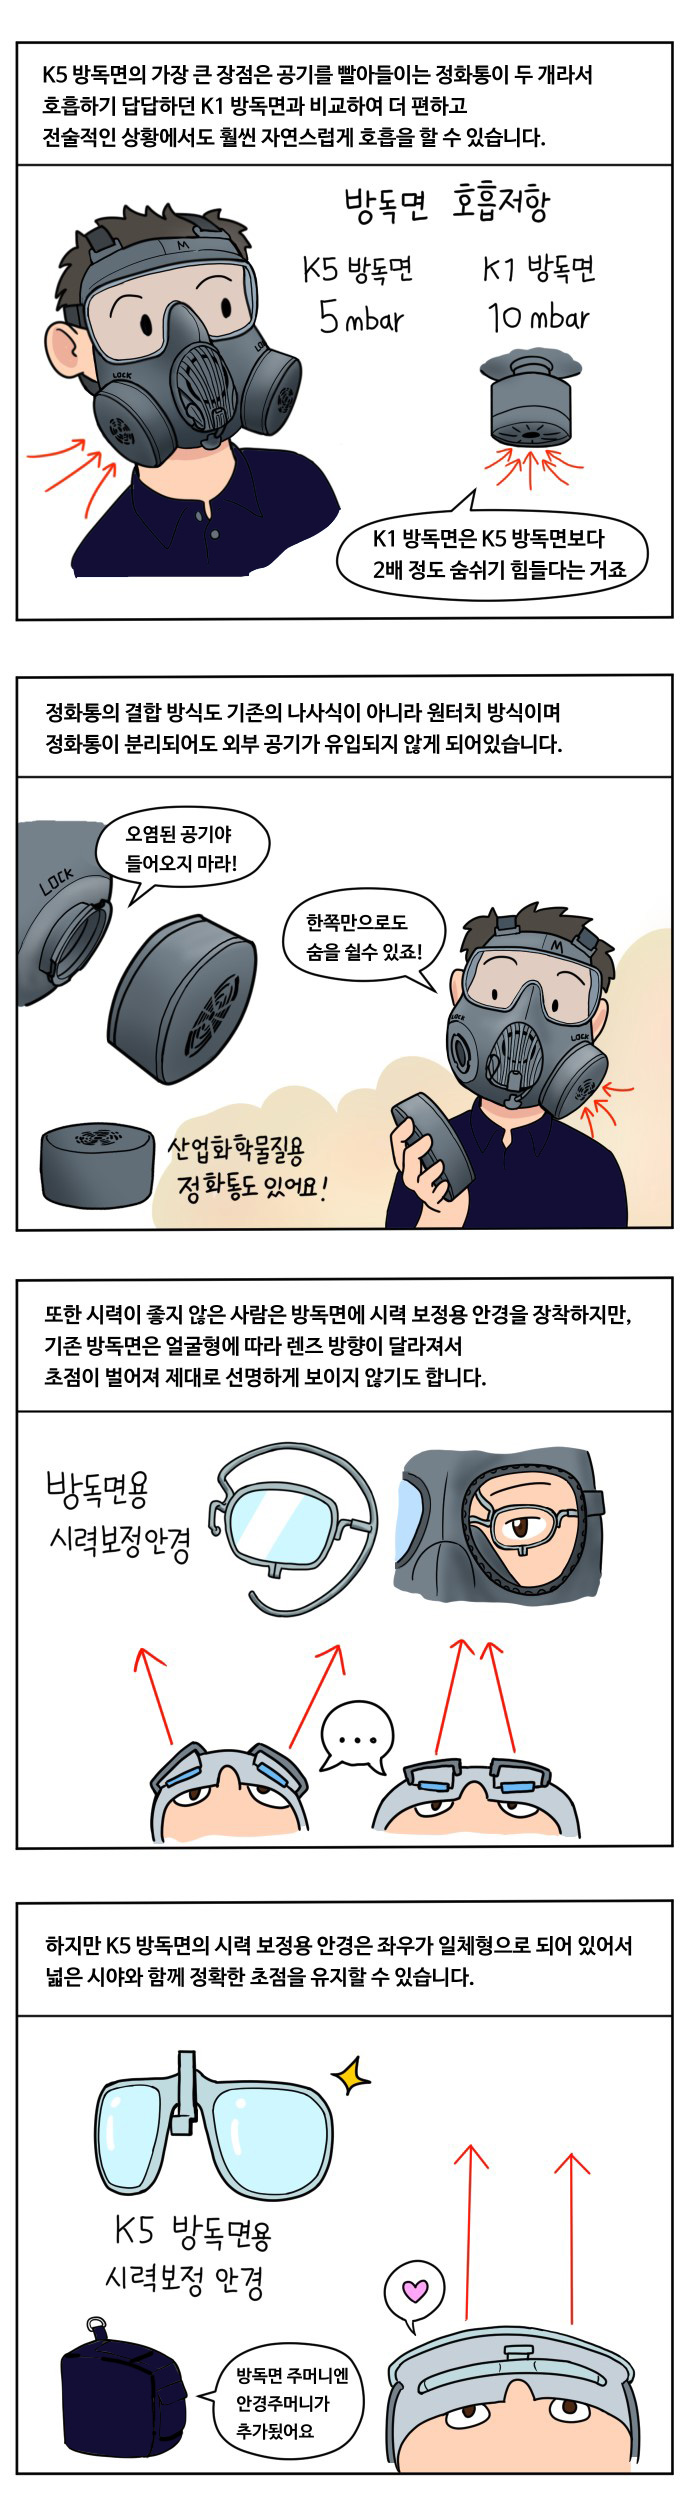 K5 방독면의 가장 큰 장점은 공기를 빨아들이는 정화통이 두 개라서
호흡하기 답답하던 K1 방독면과 비교하여 더 편하고
전술적인 상황에서도 훨씬 자연스럽게 호흡을 할 수 있습니다.
방독면 호흡저항
K5 방독면
5 mbar
K1 방독면
10 mbar
M
LOCK
LO
K1 방독면은 K5 방독면보다
2배 정도 숨쉬기 힘들다는 거죠
정화통의 결합 방식도 기존의 나사식이 아니라 원터치 방식이며
정화통이 분리되어도 외부 공기가 유입되지 않게 되어있습니다.
오염된 공기야
들어오지 마라!
LOCK
한쪽만으로도
숨을 쉴수 있죠!
M
LOCK
LOCK
산업화학물질용
정화통도 있어요!
또한 시력이 좋지 않은 사람은 방독면에 시력 보정용 안경을 장착하지만,
기존 방독면은 얼굴형에 따라 렌즈 방향이 달라져서
초점이 벌어져 제대로 선명하게 보이지 않기도 합니다.
방독면용
시력보정안경
...
하지만 K5 방독면의 시력 보정용 안경은 좌우가 일체형으로 되어 있어서
넓은 시야와 함께 정확한 초점을 유지할 수 있습니다.
K5 방독면용
시력보정 안경
방독면 주머니엔
안경주머니가
추가됬어요